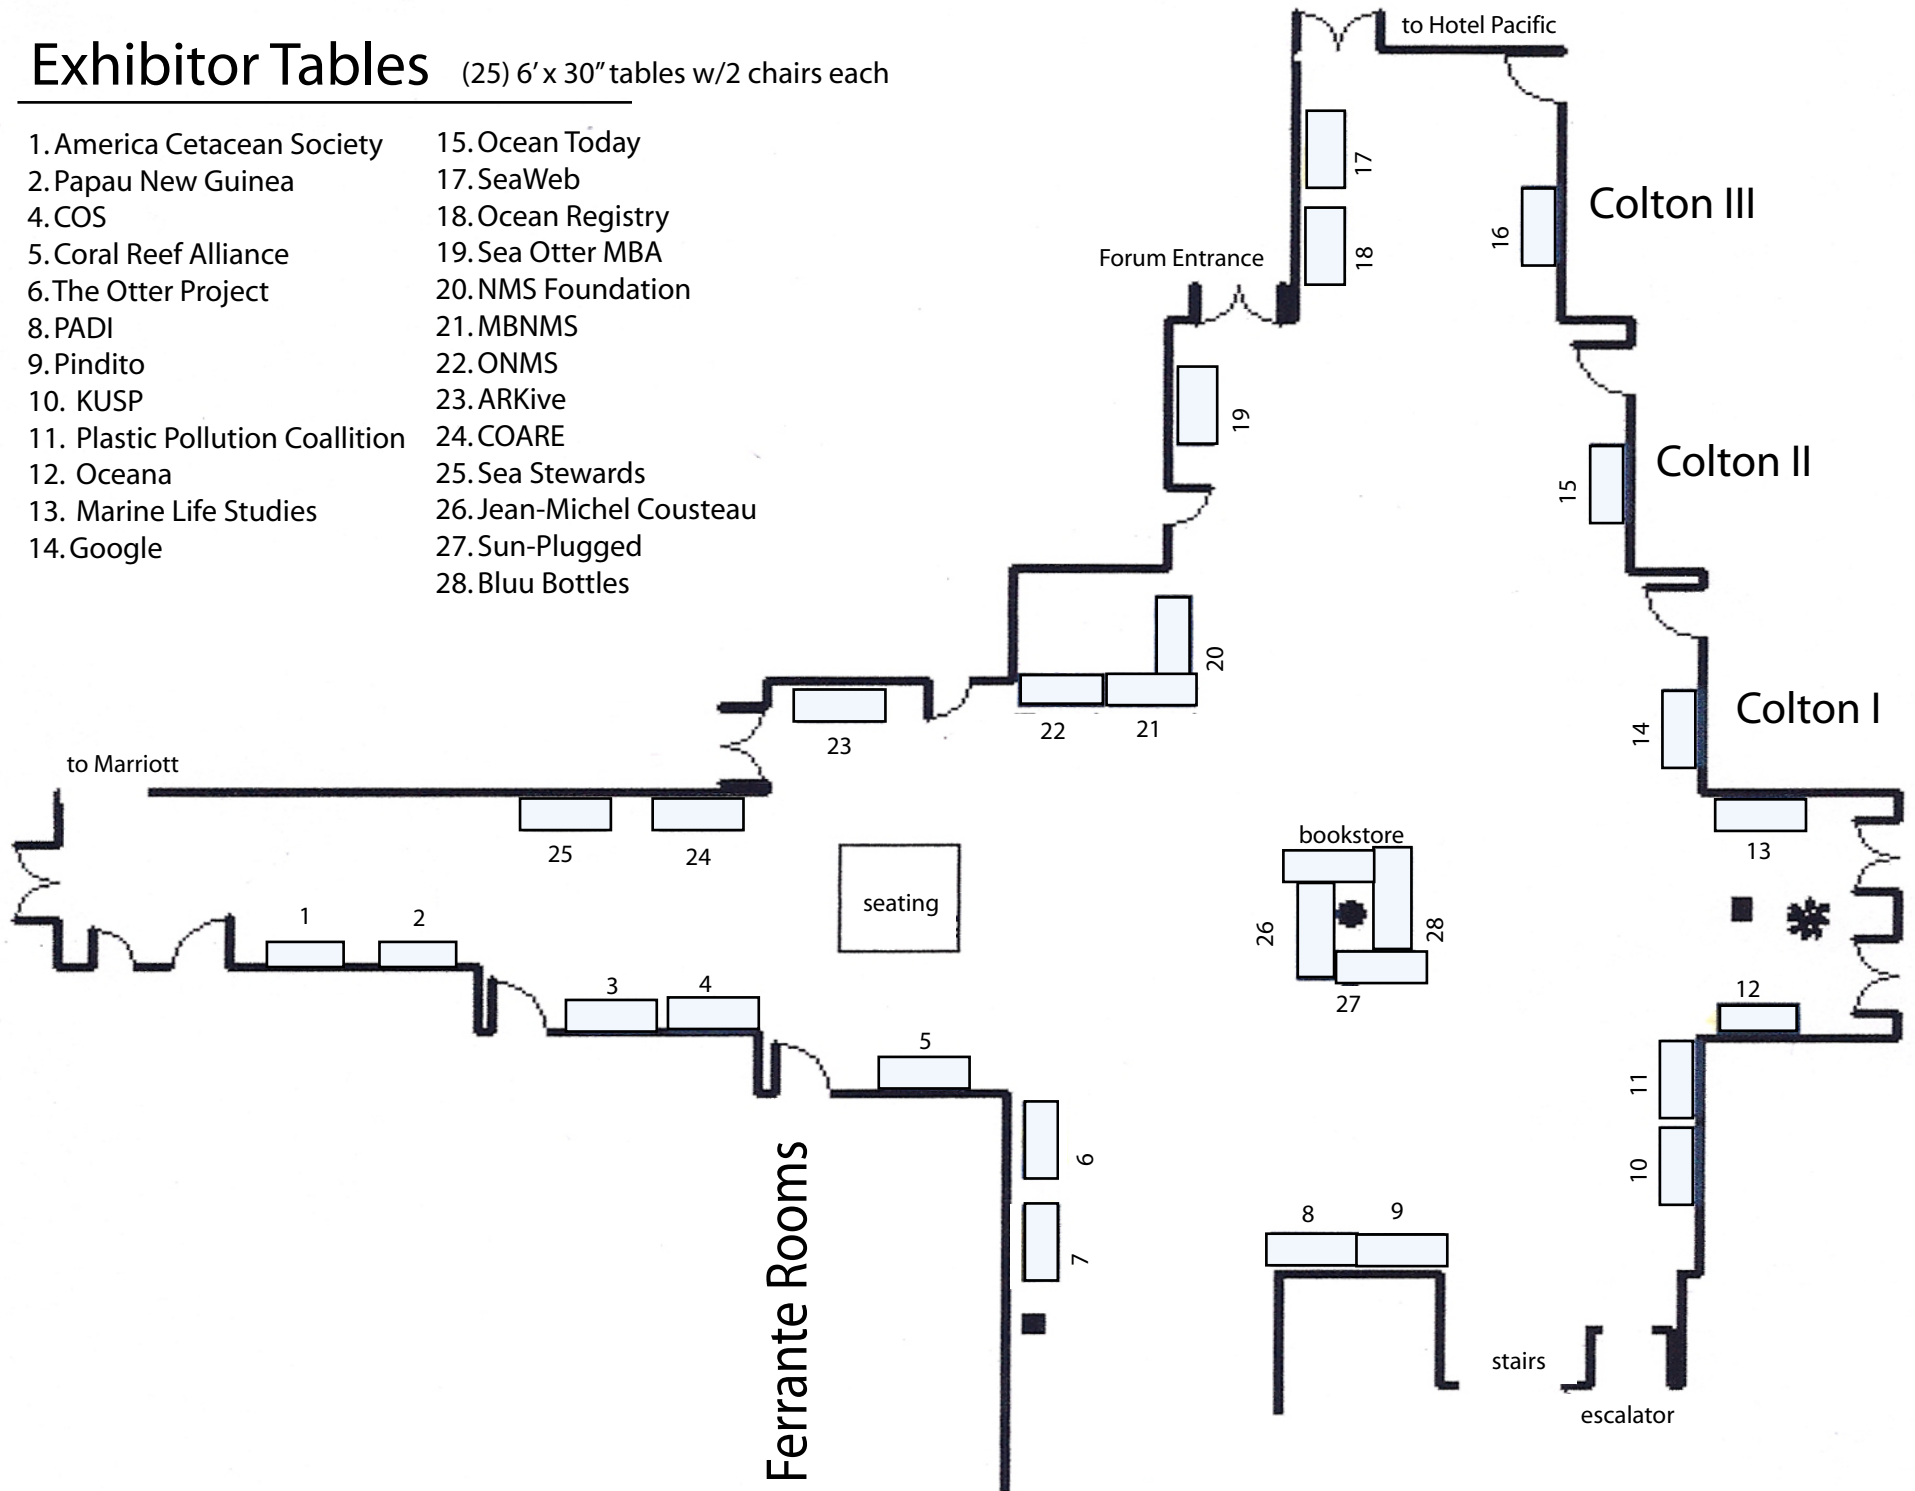 Exhibitor Tables (25) 6’ x 30” tables w/2 chairs each
1. America Cetacean Society
2. Papau New Guinea
4. COS
5. Coral Reef Alliance
6. The Otter Project
8. PADI
9. Pindito
10. KUSP
11. Plastic Pollution Coallition
12. Oceana
13. Marine Life Studies
14. Google
15. Ocean Today
17. SeaWeb
18. Ocean Registry
19. Sea Otter MBA
20. NMS Foundation
21. MBNMS
22. ONMS
23. ARKive
24. COARE
25. Sea Stewards
26. Jean-Michel Cousteau
27. Sun-Plugged
28. Bluu Bottles
to Hotel Pacific
17
Colton III
16
18
Forum Entrance
19
Colton II
15
20
22
21
23
Colton I
14
to Marriott
25
24
bookstore
13
seating
1
2
26
28
27
12
3
4
5
11
6
10
7
8
9
Ferrante Rooms
stairs
escalator